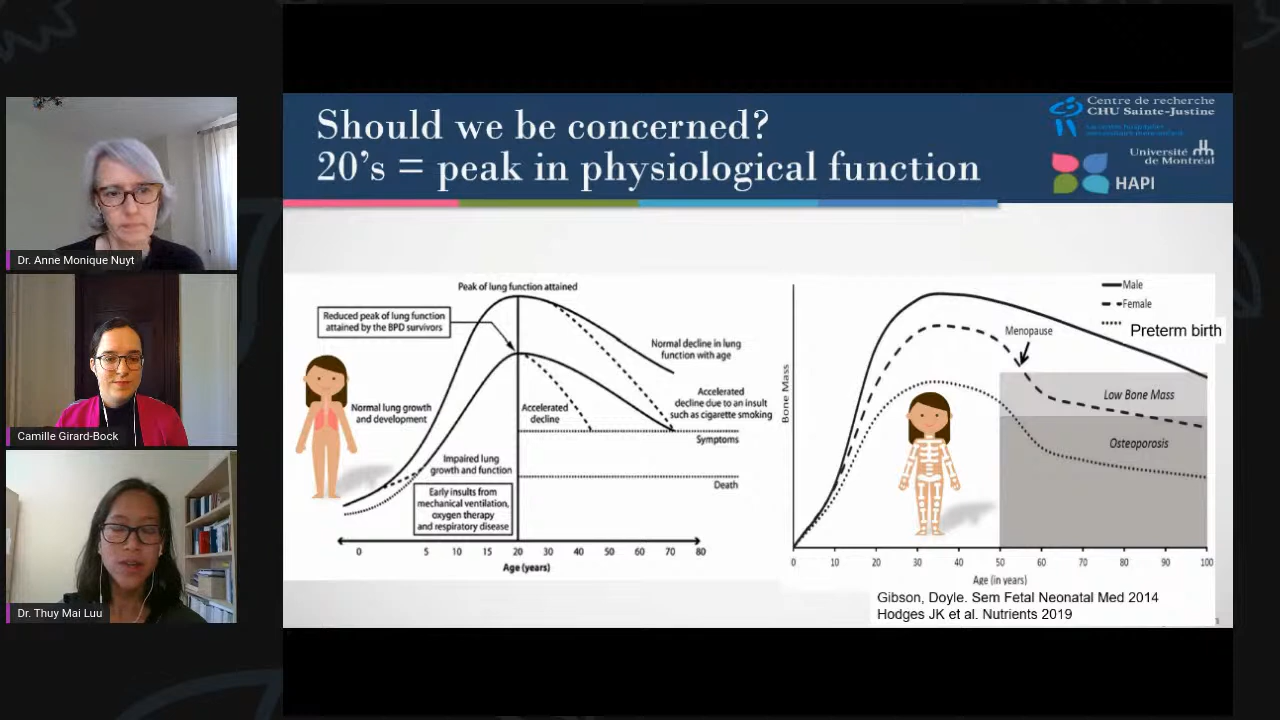 Should we be concerned?
20's = peak in physiological function
Centre de recherche
CHU Sainte-Justine
Université
de Montréal
HAPI
Dr. Anne Monique Nuyt
Camille Girard-Bock
Dr. Thuy Mai Luu
Peak of lung function attained
Reduced peak of lung function
attained by the BPD survivors
Normal decline in lung
function with age
Normal lung growth
and development
Accelerated
decline
Accelerated
decline due to an insult
such as cigarette smoking
Symptoms
Impaired lung
growth and function
Death
Early insults from
mechanical ventilation,
oxygen therapy
and respiratory disease
0 5 10 15 20 30 40 50 60 70 80
Age (years)
Male
Female
Preterm birth
Menopause
Bone Mass
Low Bone Mass
Osteoporosis
0 10 20 30 40 50 60 70 80 90 100
Age (in years)
Gibson, Doyle. Sem Fetal Neonatal Med 2014
Hodges JK et al. Nutrients 2019